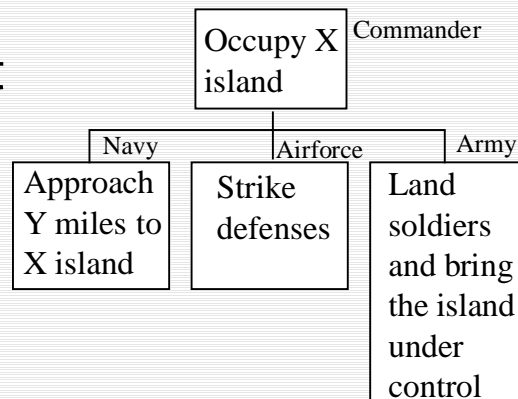 Occupy X
island
Commander
Navy
Airforce
Army
Approach
Y miles to
X island
Strike
defenses
Land
soldiers
and bring
the island
under
control